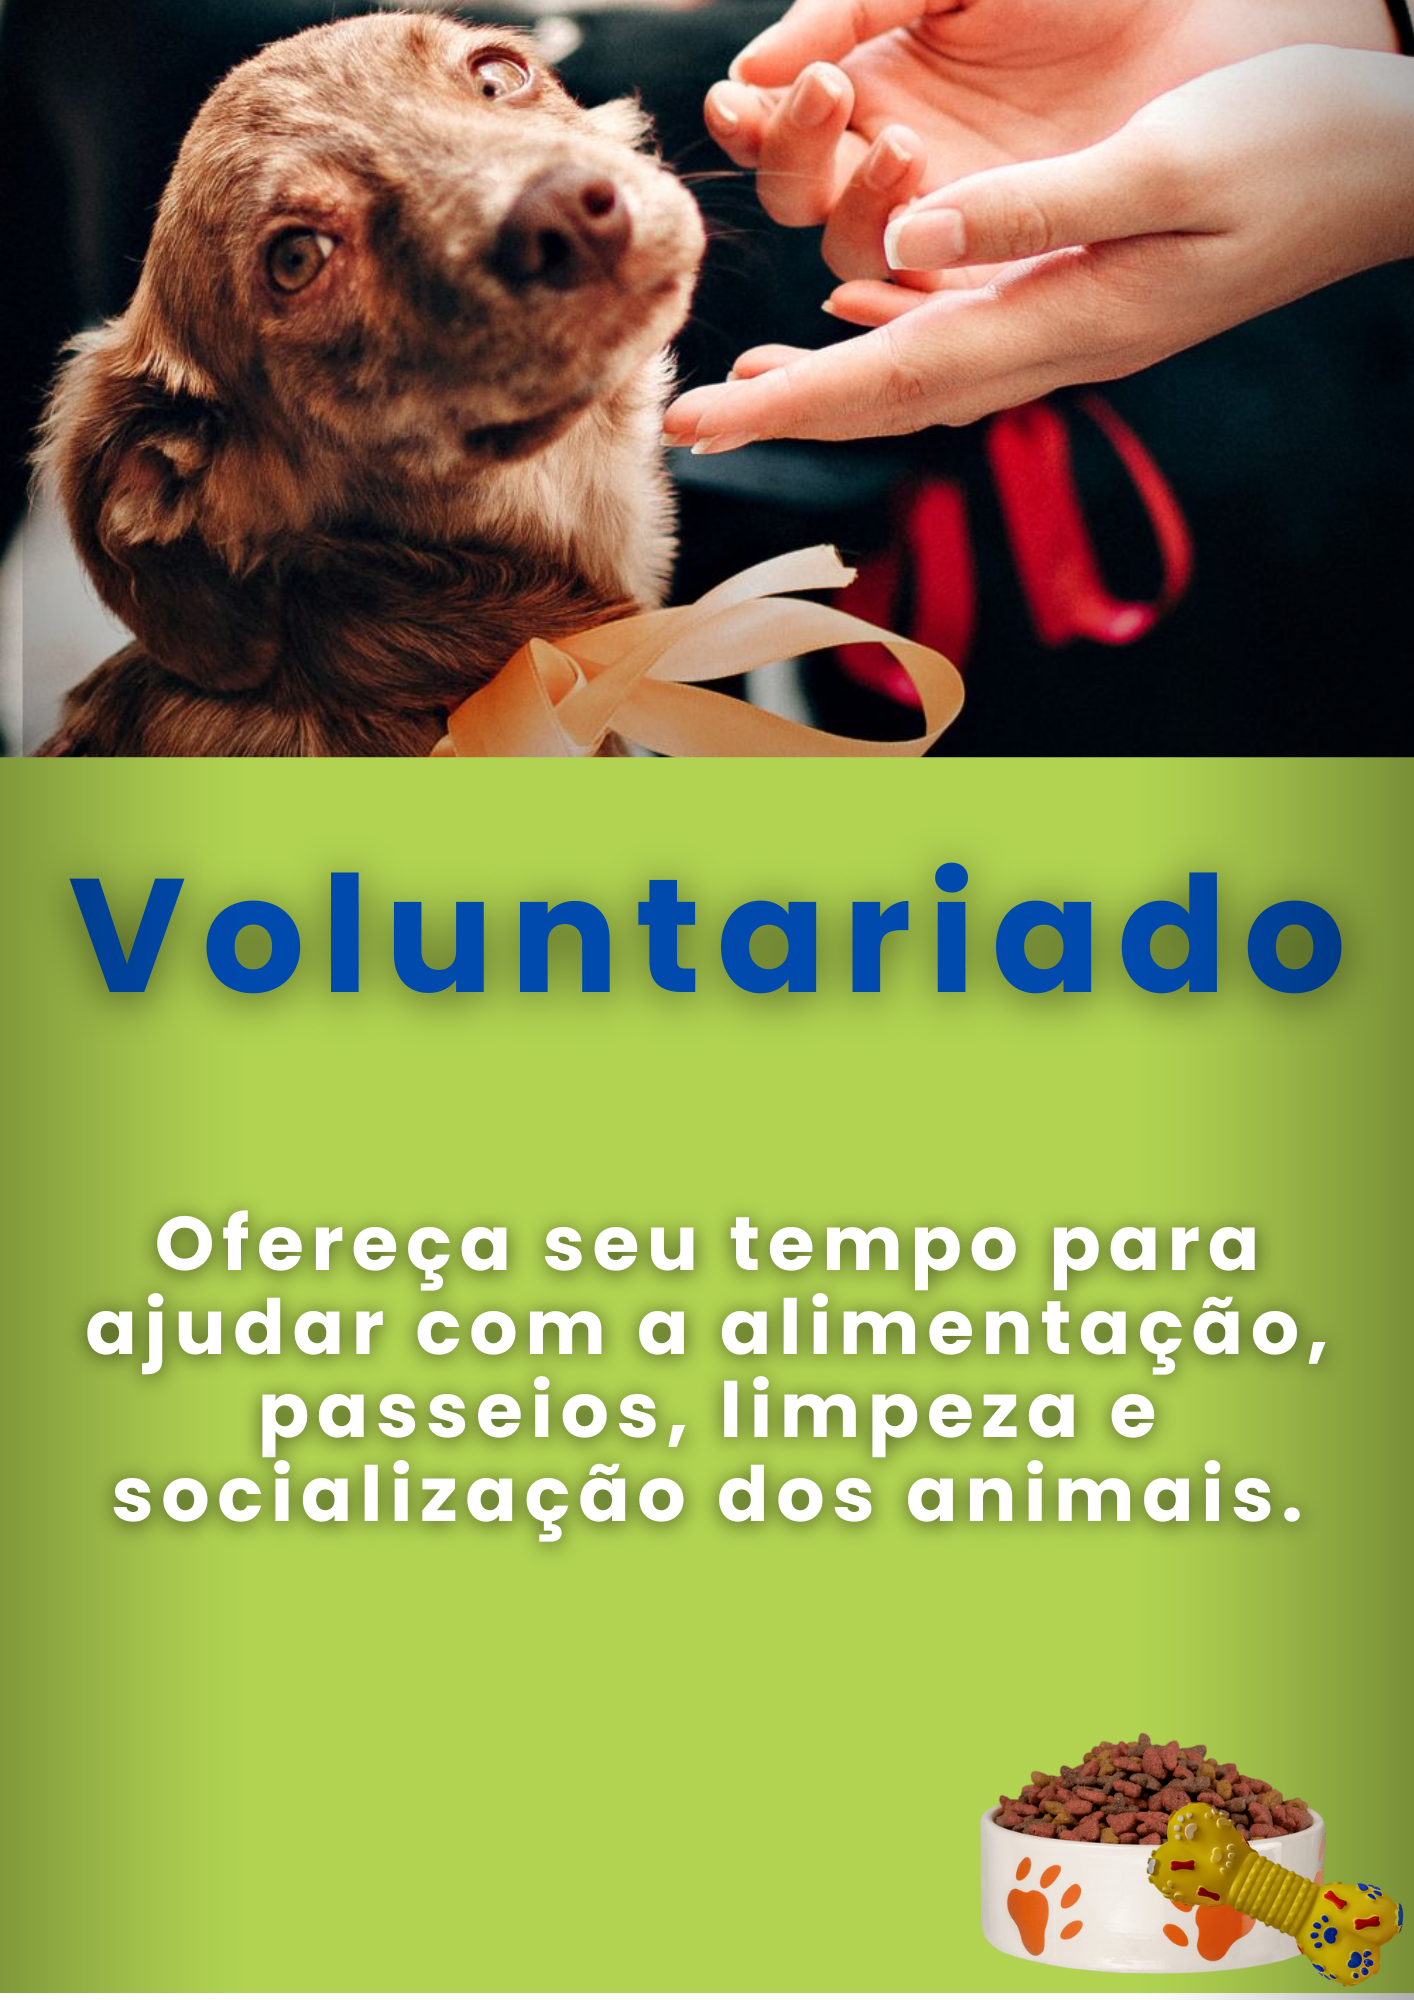 Voluntariado
Ofereça seu tempo para
ajudar com a alimentação,
passeios, limpeza e
socialização dos animais.